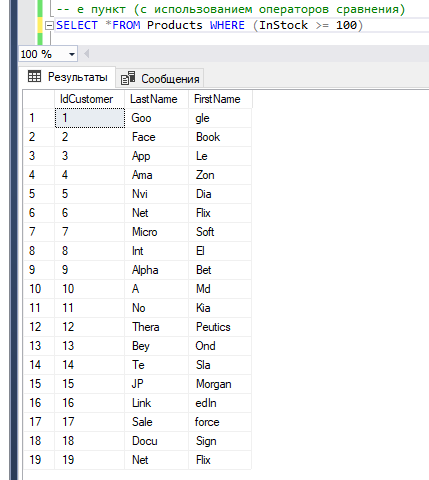 -- е пункт (с использованием операторов сравнения)
SELECT *FROM Products WHERE (InStock >= 100)
100 %
Результаты Сообщения
IdCustomer LastName FirstName
1 1 Goo gle
2 2 Face Book
3 3 App Le
4 4 Ama Zon
5 5 Nvi Dia
6 6 Net Flix
7 7 Micro Soft
8 8 Int El
9 9 Alpha Bet
10 10 A Md
11 11 No Kia
12 12 Thera Peutics
13 13 Bey Ond
14 14 Te Sla
15 15 JP Morgan
16 16 Link edIn
17 17 Sale force
18 18 Docu Sign
19 19 Net Flix